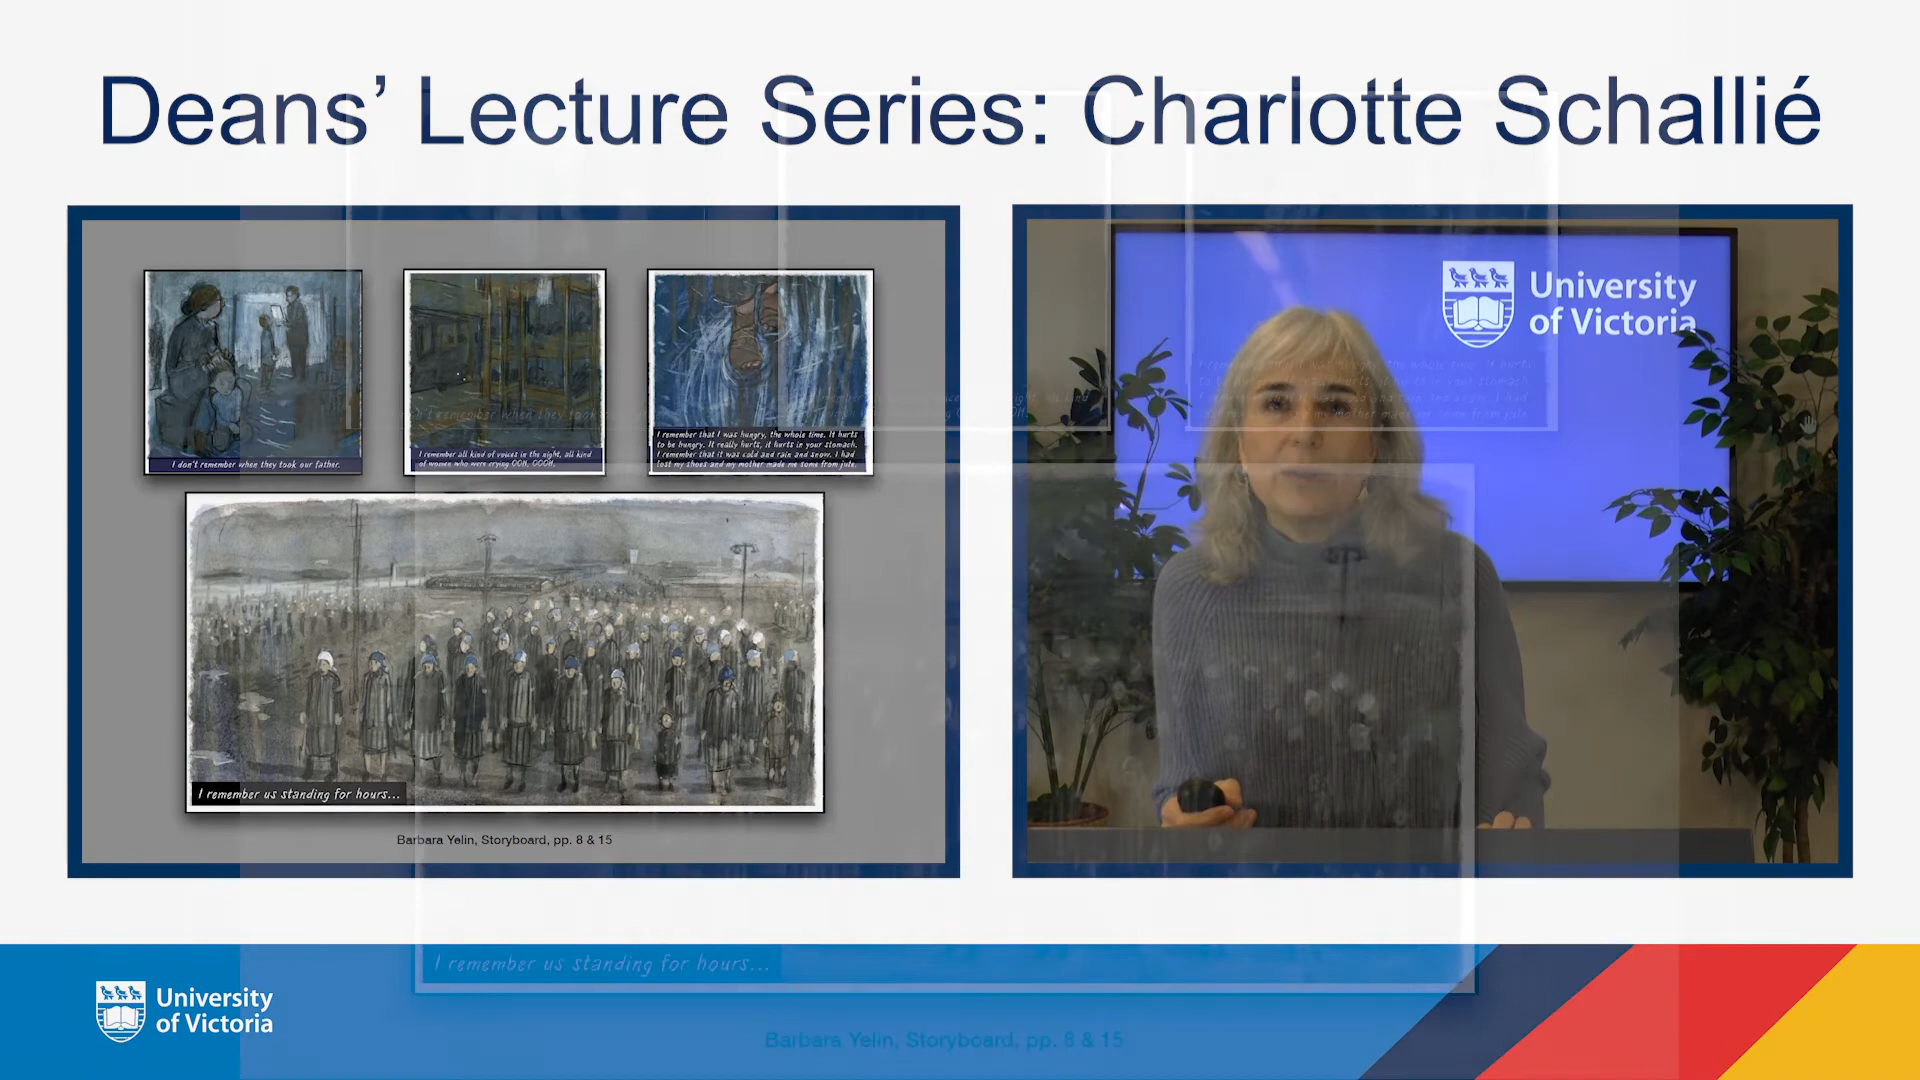 Deans’ Lecture Series: Charlotte Schallié
I don't remember when they took our father.
I remember all kind of voices in the night, all kind
of women who were crying OOH, OOOH.
I remember that I was hungry, the whole time. It hurts
to be hungry. It really hurts, it hurts in your stomach.
I remember that it was cold and rain and snow. I had
lost my shoes and my mother made me some from jute.
I remember us standing for hours...
Barbara Yelin, Storyboard, pp. 8 & 15
University
of Victoria
University
of Victoria
I remember us standing for hours...
Barbara Yelin, Storyboard, pp. 8 & 15